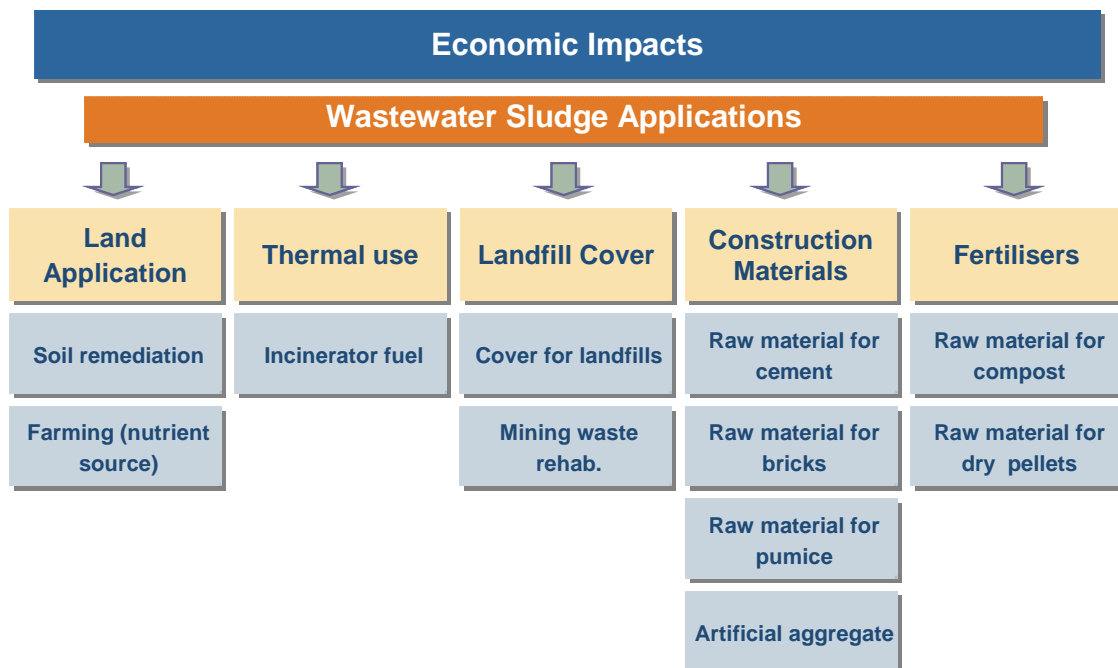 Economic Impacts
Wastewater Sludge Applications
Land
Application
Thermal use
Landfill Cover
Construction
Materials
Fertilisers
Soil remediation
Incinerator fuel
Cover for landfills
Raw material for
cement
Raw material for
compost
Farming (nutrient
source)
Mining waste
rehab.
Raw material for
bricks
Raw material for
dry  pellets
Raw material for
pumice
Artificial aggregate